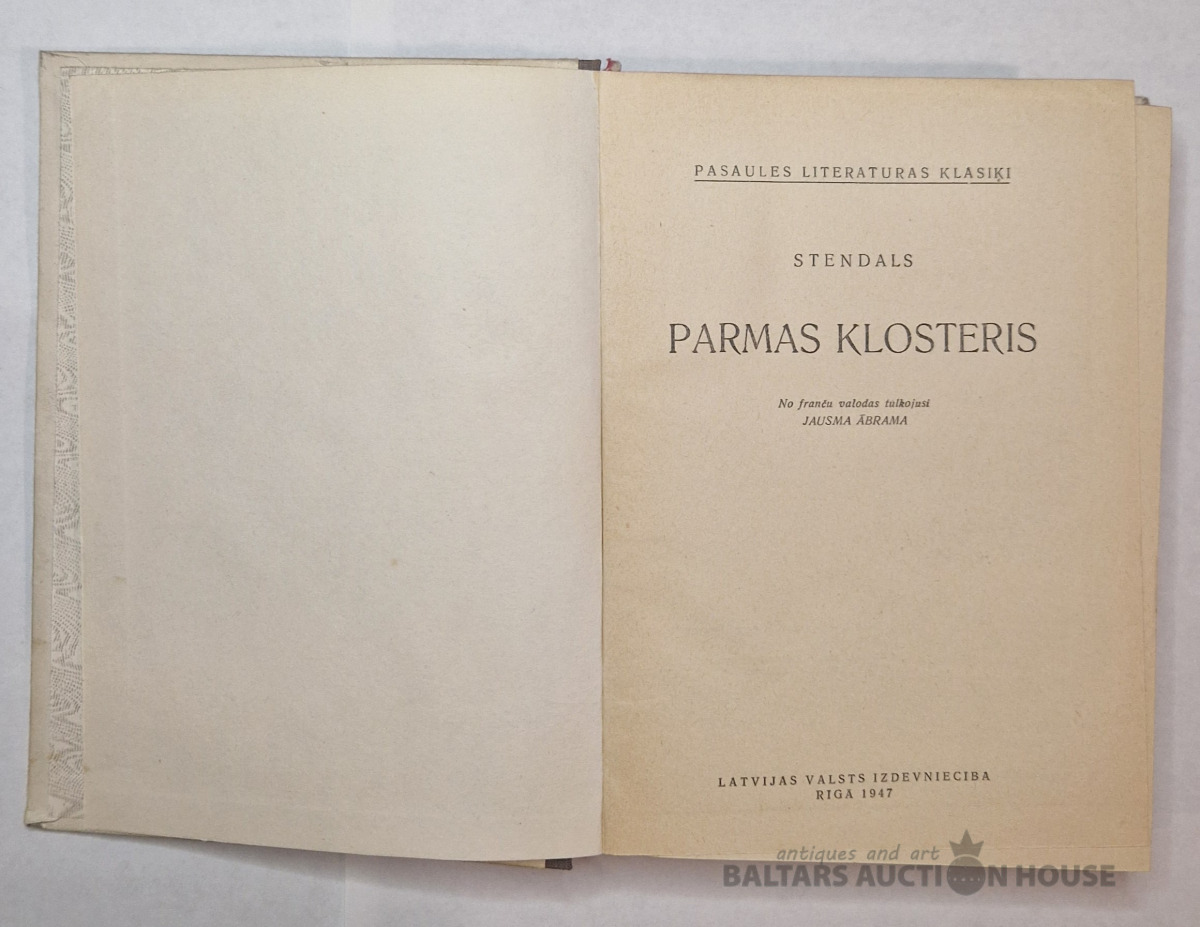 PASAULES LITERATURAS KLASIĶI
STENDALS
PARMAS KLOSTERIS
No franču valodas tulkojusi
JAUSMA ĀBRAMA
LATVIJAS VALSTS IZDEVNIECIBA
RIGĀ 1947
antiques and art
BALTARS AUCTION HOUSE